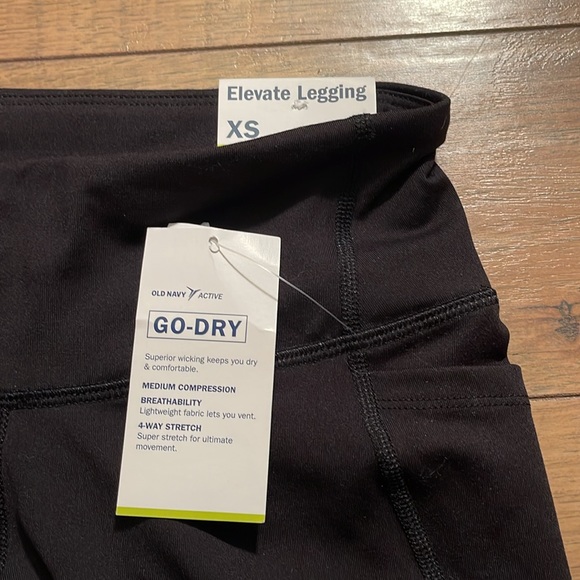 Elevate Legging
XS
OLD NAVY ACTIVE
GO-DRY
Superior wicking keeps you dry
& comfortable.
MEDIUM COMPRESSION
BREATHABILITY
Lightweight fabric lets you vent.
4-WAY STRETCH
Super stretch for ultimate
movement.